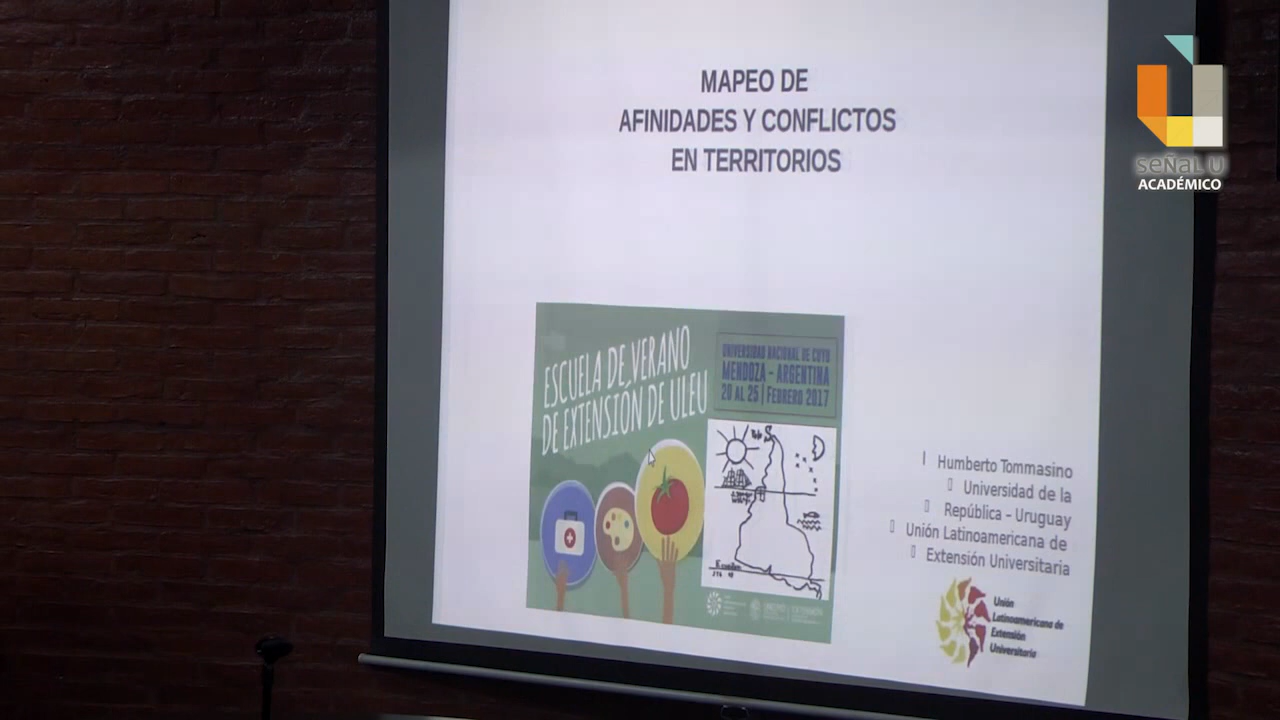 MAPEO DE
AFINIDADES Y CONFLICTOS
EN TERRITORIOS
SEÑAL U
ACADÉMICO
ESCUELA DE VERANO
DE EXTENSIÓN DE ULEU
UNIVERSIDAD NACIONAL DE CUYO
MENDOZA - ARGENTINA
20 AL 25 | FEBRERO 2017
Humberto Tommasino
Universidad de la
República – Uruguay
Unión Latinoamericana de
Extensión Universitaria
Unión
Latinoamericana de
Extensión
Universitaria